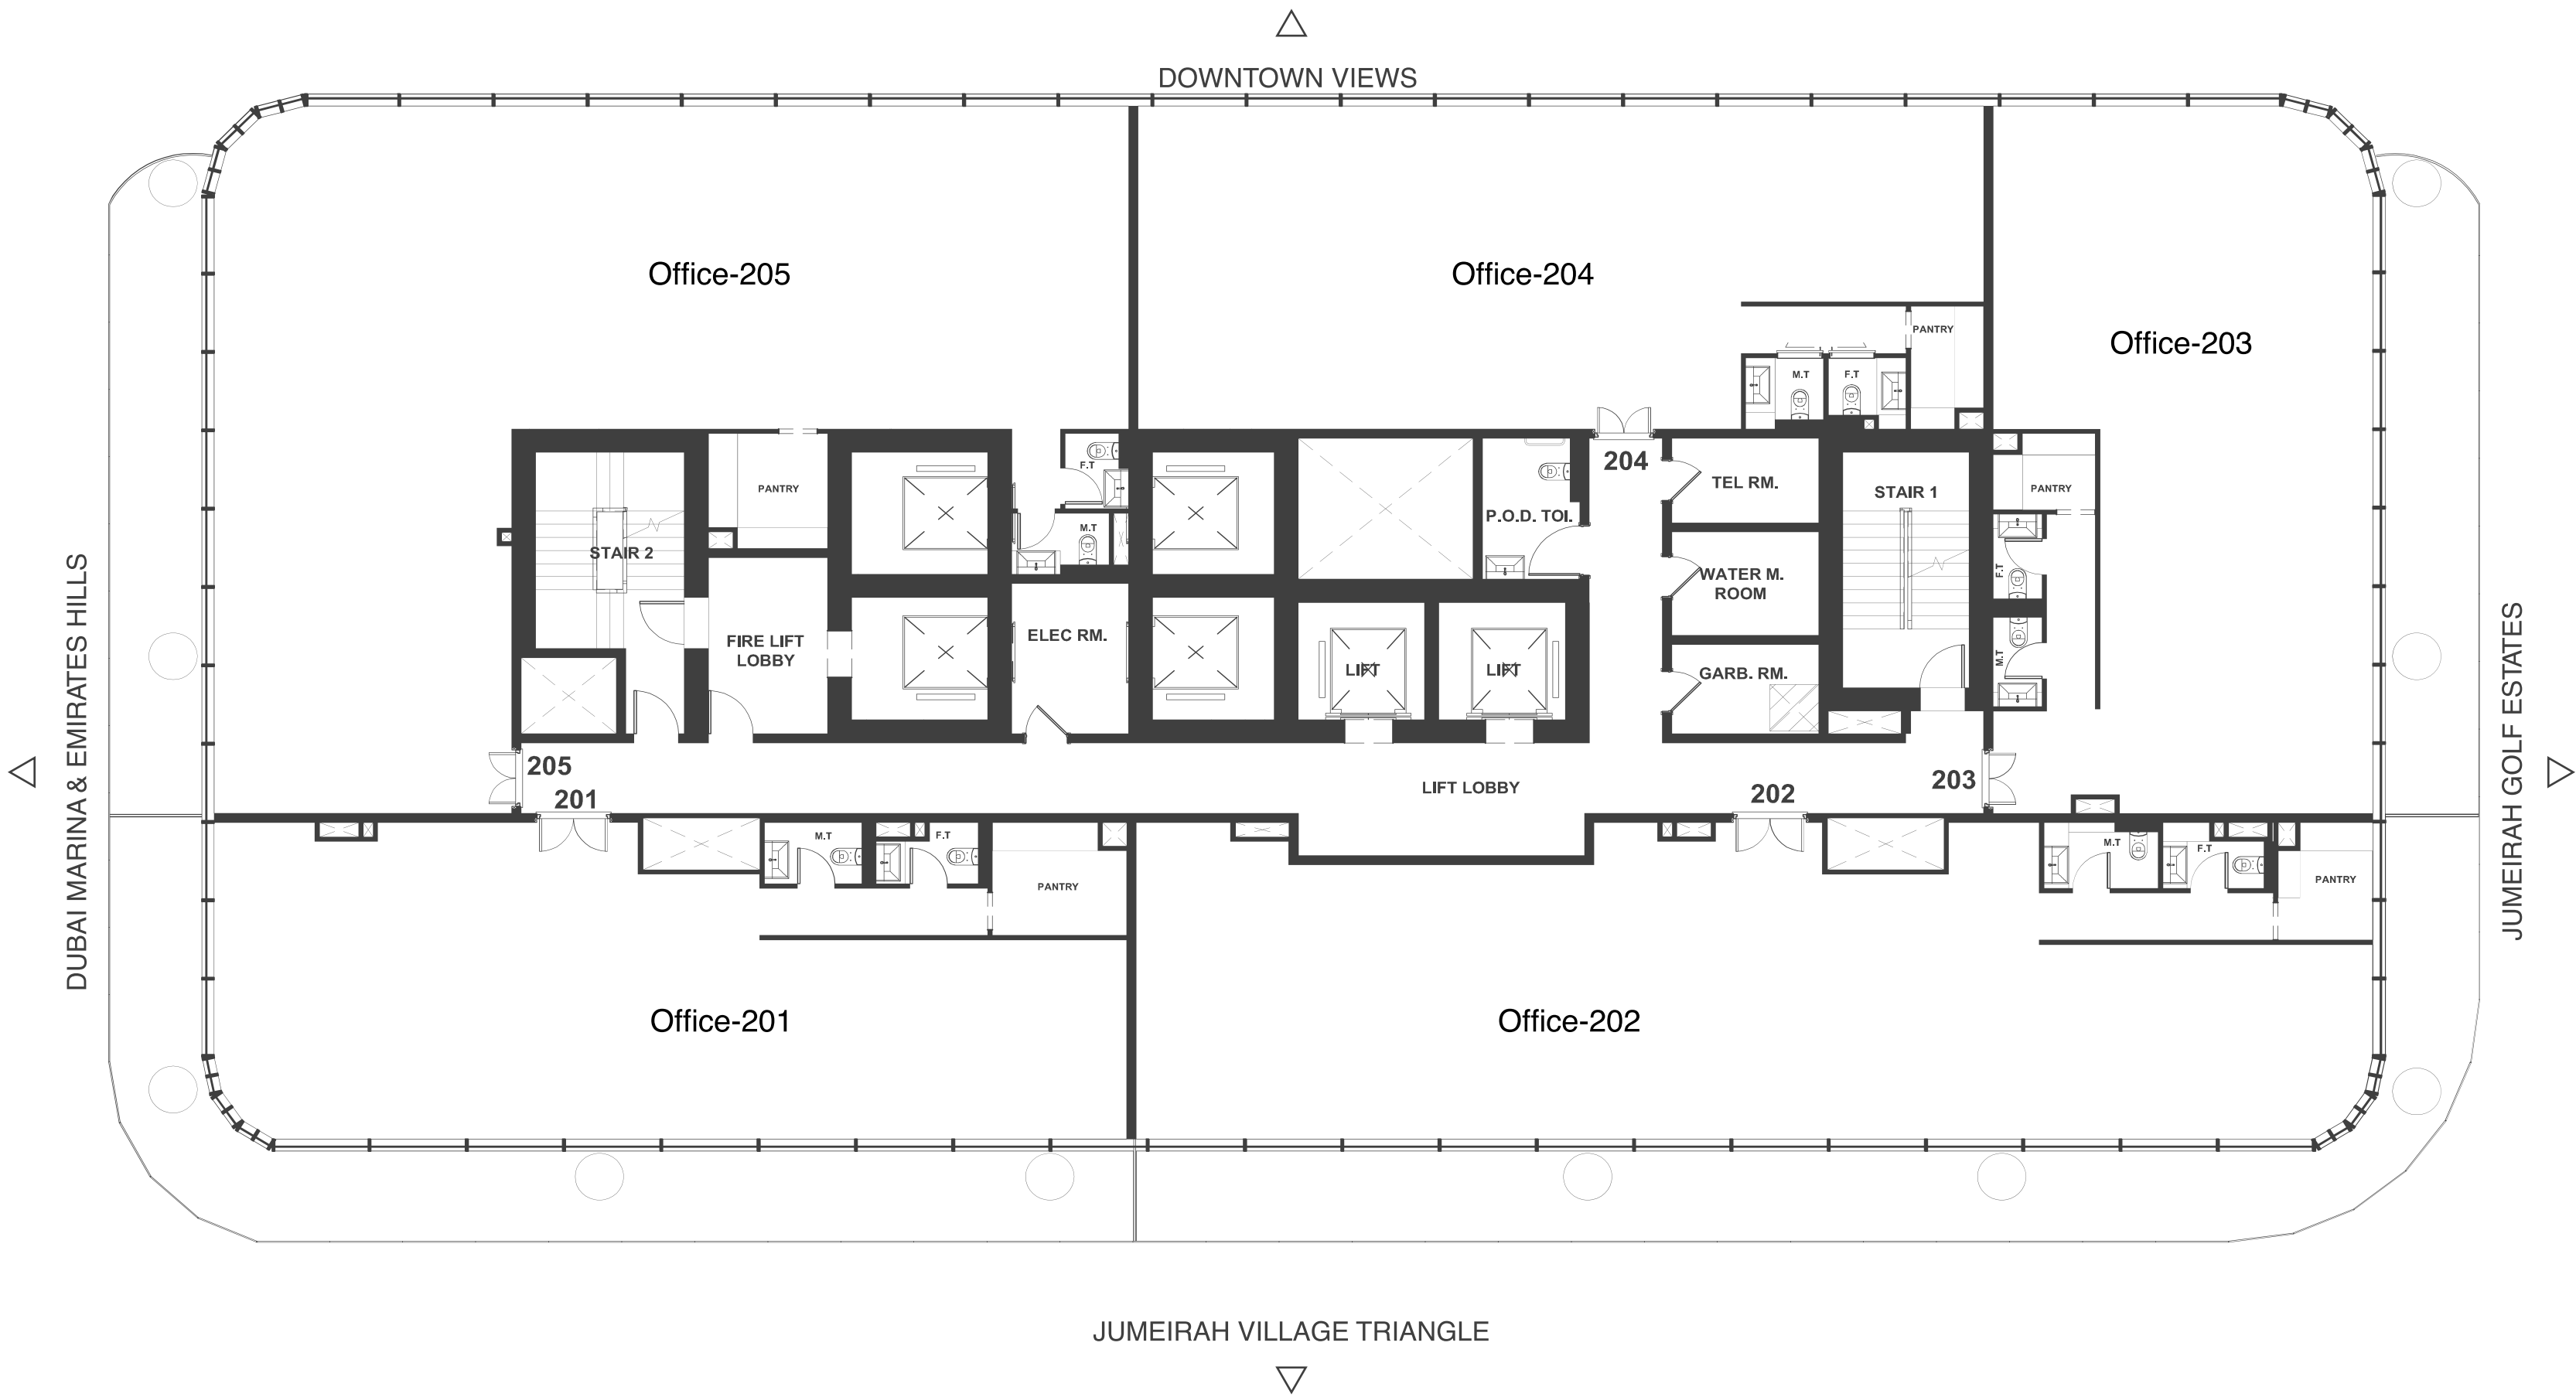 DOWNTOWN VIEWS
Office-205
Office-204
Office-203
PANTRY
M.T
F.T
204
TEL RM.
STAIR 1
PANTRY
F.T
PANTRY
P.O.D. TOI.
M.T
STAIR 2
WATER M.
ROOM
F.T
FIRE LIFT
LOBBY
ELEC RM.
LIFT
LIFT
GARB. RM.
M.T
DUBAI MARINA & EMIRATES HILLS
JUMEIRAH GOLF ESTATES
205
201
LIFT LOBBY
202
203
M.T
F.T
PANTRY
M.T
F.T
PANTRY
Office-201
Office-202
JUMEIRAH VILLAGE TRIANGLE